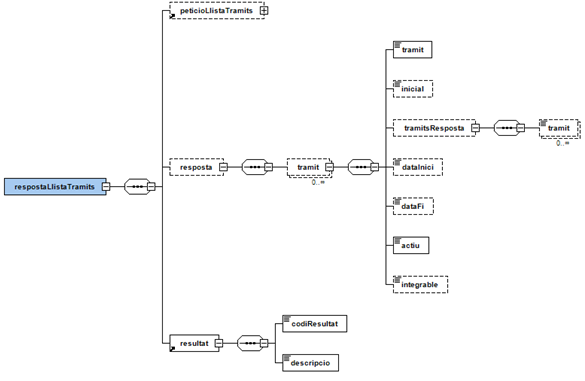 peticioLlistaTramits
tramit
inicial
tramitsResposta
tramit
0..∞
respostaLlistaTramits
resposta
tramit
0..∞
dataInici
dataFi
actiu
integrable
resultat
codiResultat
descripcio